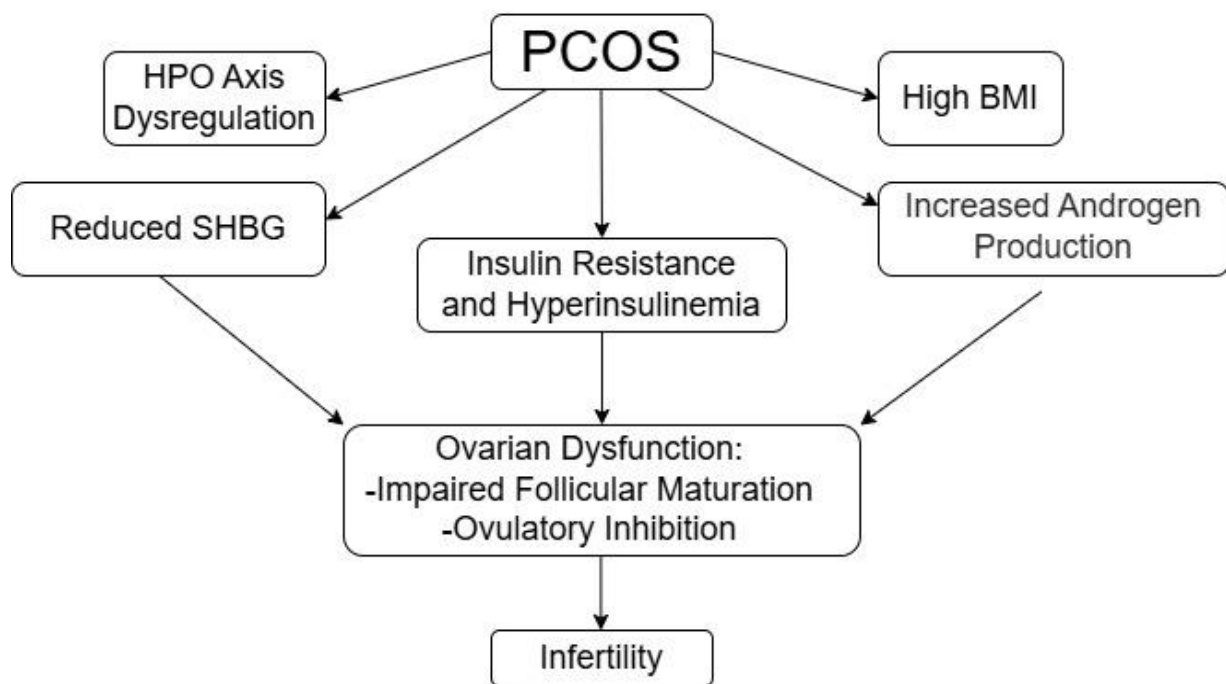 PCOS
HPO Axis
Dysregulation
High BMI
Reduced SHBG
Increased Androgen
Production
Insulin Resistance
and Hyperinsulinemia
Ovarian Dysfunction:
-Impaired Follicular Maturation
-Ovulatory Inhibition
Infertility